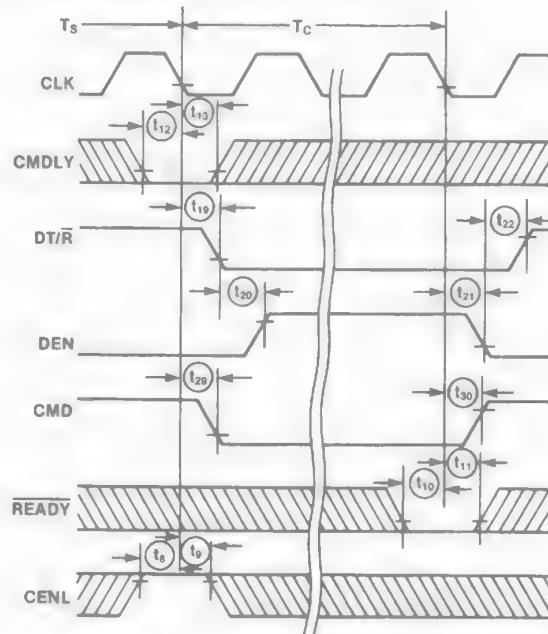 Ts Tc
CLK
t12 t13
CMDLY
t19
DT/R̅ t22
t20 t21
DEN
t29 t30
CMD
t11
t10
R̅E̅A̅D̅Y̅
t8 t9
CENL